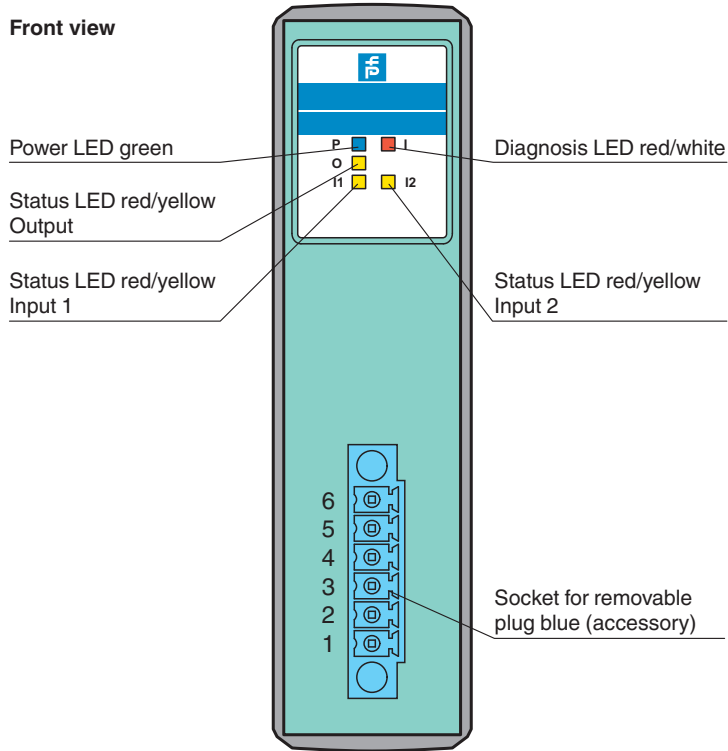 Front view
Power LED green
P
I
Diagnosis LED red/white
O
Status LED red/yellow
Output
I1
I2
Status LED red/yellow
Input 1
Status LED red/yellow
Input 2
6
5
4
3
2
1
Socket for removable
plug blue (accessory)